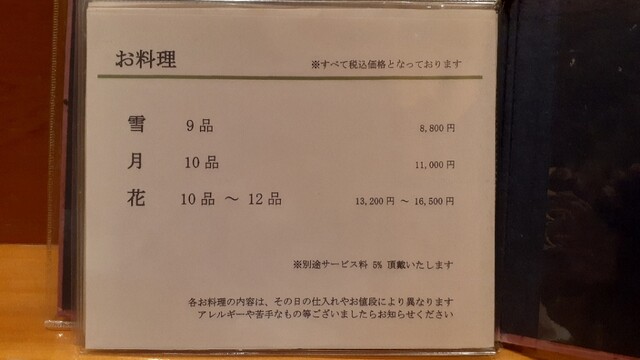 お料理 ※すべて税込価格となっております
雪 9品 8,800円
月 10品 11,000円
花 10品 ～ 12品 13,200円 ～ 16,500円
※別途サービス料 5% 頂戴いたします
各お料理の内容は、その日の仕入れやお値段により異なります
アレルギーや苦手なもの等ございましたらお知らせください